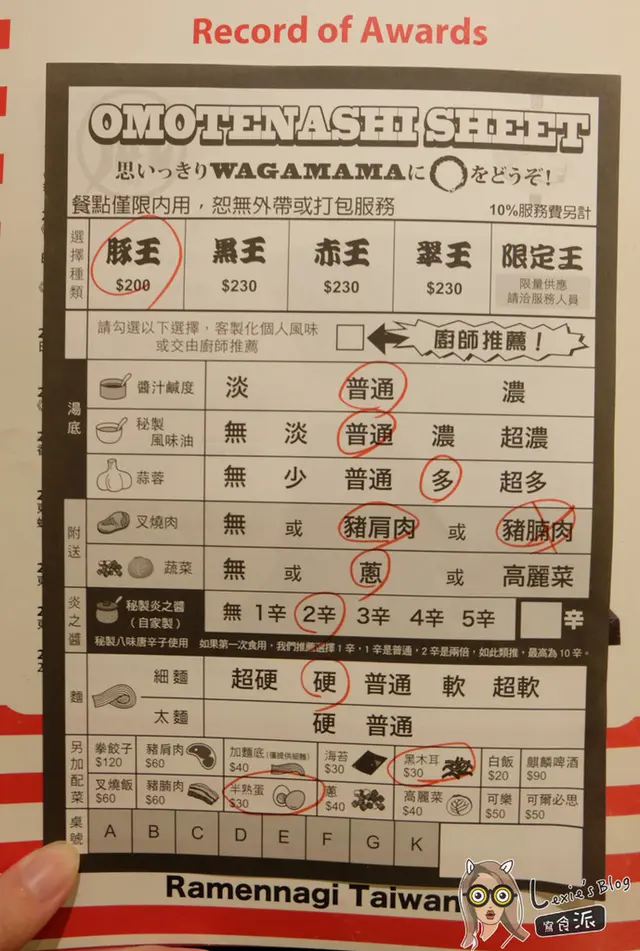 Record of Awards
OMOTENASHI SHEET
思いっきりWAGAMAMAに◯をどうぞ!
餐點僅限內用，恕無外帶或打包服務 10%服務費另計
選擇種類
豚王 黒王 赤王 翠王 限定王
$200 $230 $230 $230 限量供應
請洽服務人員
請勾選以下選擇，客製化個人風味
或交由廚師推薦
廚師推薦！
湯底
醬汁鹹度 淡 普通 濃
秘製風味油 無 淡 普通 濃 超濃
蒜蓉 無 少 普通 多 超多
附送
叉燒肉 無 或 豬肩肉 或 豬腩肉
蔬菜 無 或 蔥 或 高麗菜
炎之醬
秘製炎之醬
（自家製）
無 1辛 2辛 3辛 4辛 5辛 辛
秘製八味唐辛子使用 如果第一次食用，我們推薦選擇 1 辛，1 辛是普通，2 辛是兩倍，如此類推，最高為 10 辛。
麵
細麵 超硬 硬 普通 軟 超軟
太麵 硬 普通
另加配菜
拳餃子 $120
豬肩肉 $60
加麵底(僅提供細麵) $40
海苔 $30
黑木耳 $30
白飯 $20
麒麟啤酒 $90
叉燒飯 $60
豬腩肉 $60
半熟蛋 $30
蔥 $40
高麗菜 $40
可樂 $50
可爾必思 $50
桌號
A B C D E F G K
Ramennagi Taiwan
Lexie's Blog
窩食派